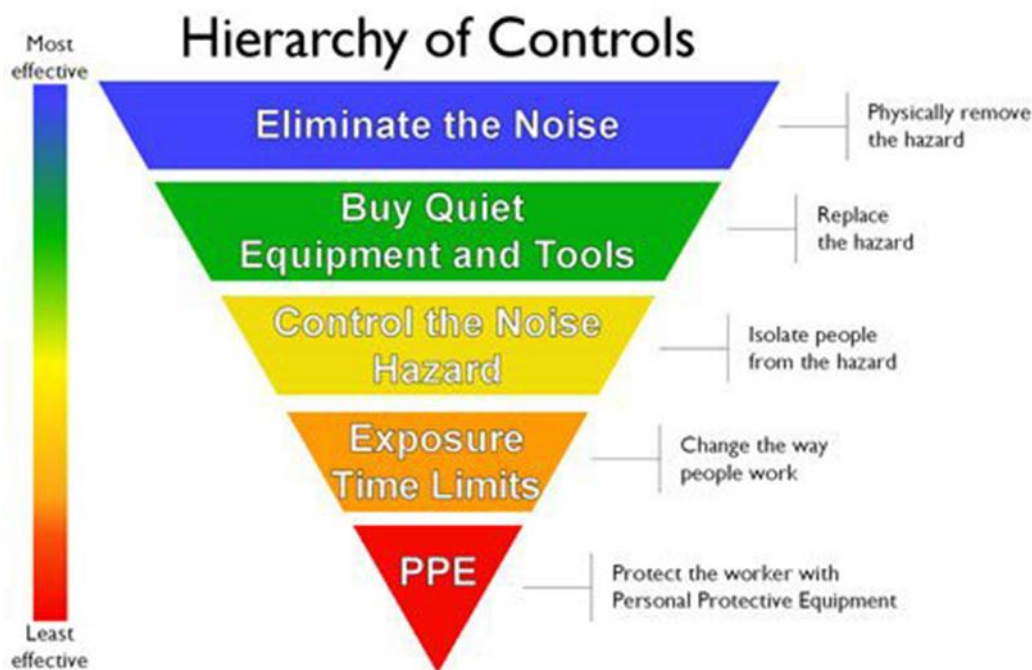 Hierarchy of Controls
Most
effective
Eliminate the Noise
Physically remove
the hazard
Buy Quiet
Equipment and Tools
Replace
the hazard
Control the Noise
Hazard
Isolate people
from the hazard
Exposure
Time Limits
Change the way
people work
PPE
Protect the worker with
Personal Protective Equipment
Least
effective